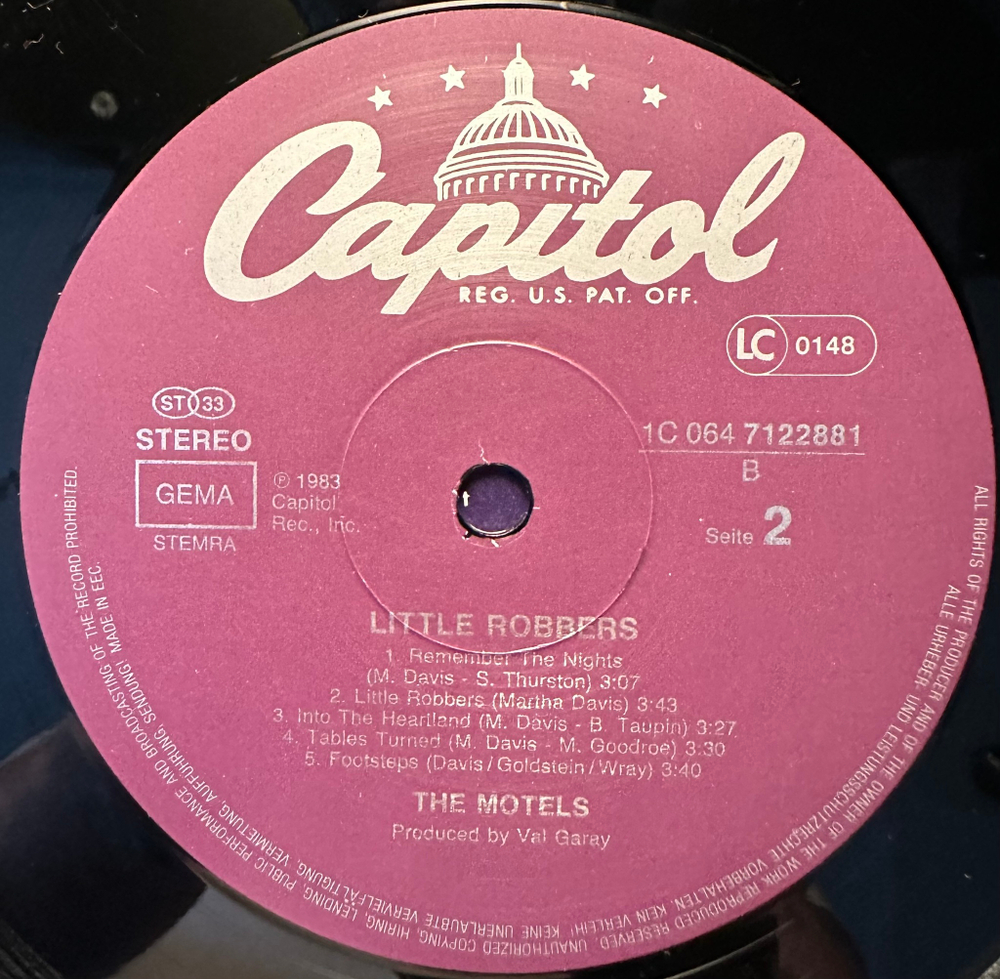 Capitol
REG. U.S. PAT. OFF.
LC 0148
ST 33
STEREO
GEMA
STEMRA
℗ 1983
Capitol
Rec., Inc.
1C 064 7122881
B
Seite 2
LITTLE ROBBERS
1. Remember The Nights
(M. Davis - S. Thurston) 3:07
2. Little Robbers (Martha Davis) 3:43
3. Into The Heartland (M. Davis - B. Taupin) 3:27
4. Tables Turned (M. Davis - M. Goodroe) 3:30
5. Footsteps (Davis/Goldstein/Wray) 3:40
THE MOTELS
Produced by Val Garay
ALL RIGHTS OF THE PRODUCER AND OF THE OWNER OF THE WORK REPRODUCED RESERVED. UNAUTHORIZED COPYING, HIRING, LENDING, PUBLIC PERFORMANCE AND BROADCASTING OF THE RECORD PROHIBITED.
ALLE URHEBER- UND LEISTUNGSSCHUTZRECHTE VORBEHALTEN. KEIN VERLEIH! KEINE UNERLAUBTE VERVIELFÄLTIGUNG, VERMIETUNG, AUFFÜHRUNG, SENDUNG! MADE IN EEC.